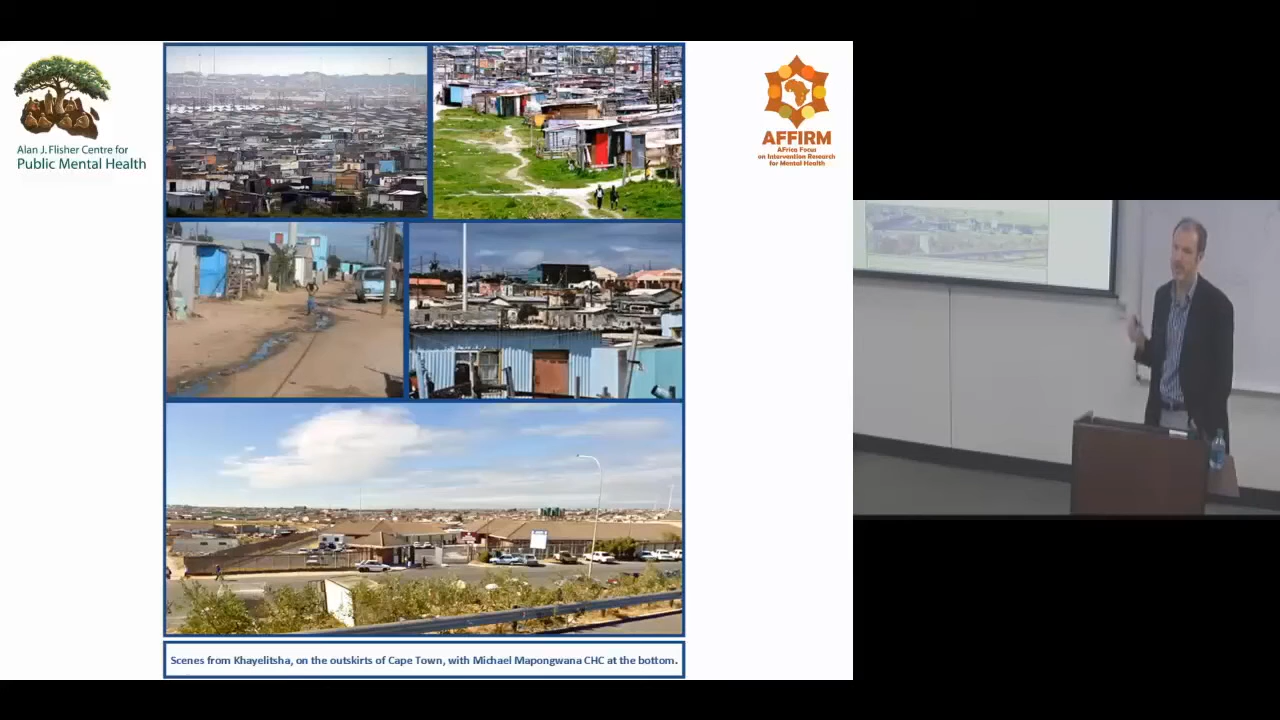 Alan J. Flisher Centre for
Public Mental Health
AFFIRM
AFrica Focus
on Intervention Research
for Mental Health
Scenes from Khayelitsha, on the outskirts of Cape Town, with Michael Mapongwana CHC at the bottom.